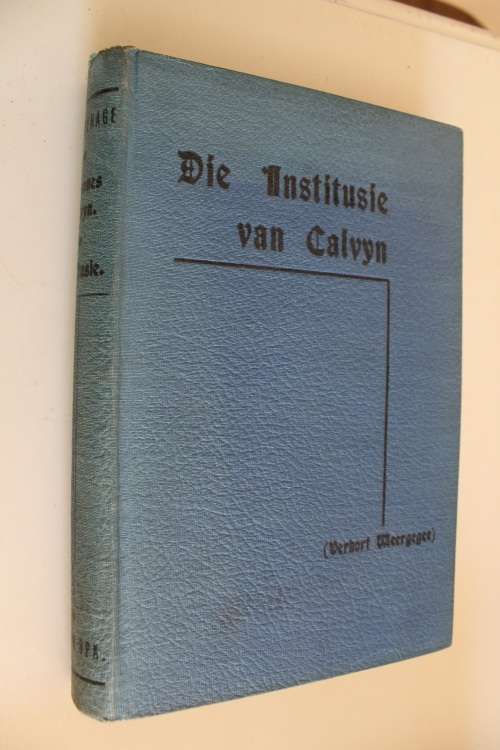 Die Institusie
van Calvyn
(Verkort Weergegee)